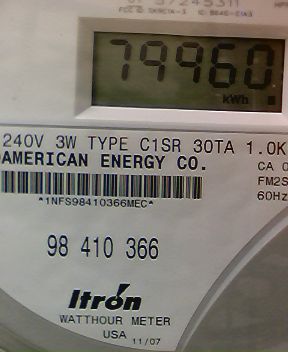 79960
kWh
240V 3W TYPE C1SR 30TA 1.0K
AMERICAN ENERGY CO.
CA
FM2S
60Hz
*1NFS98410366MEC*
98 410 366
Itrón
WATTHOUR METER
USA 11/07